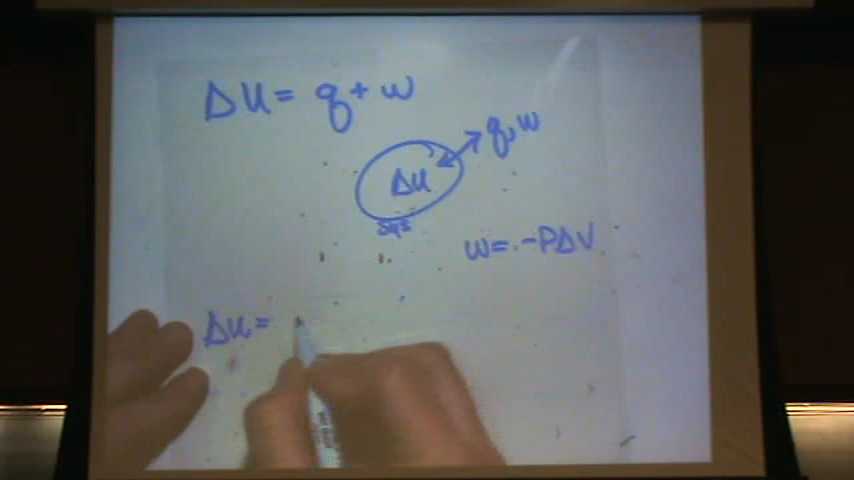 ΔU = q + w
q, w
ΔU
sys
w = -PΔV
ΔU =